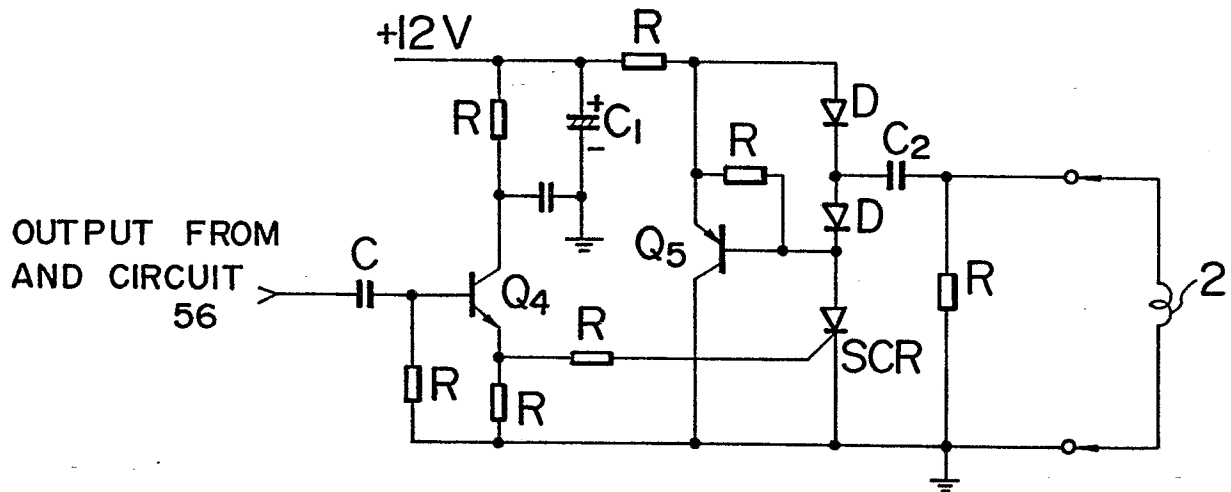 +12V
R
R
+
C1
-
R
D
C2
D
Q5
OUTPUT FROM
AND CIRCUIT
56
C
Q4
R
R
R
SCR
R
2